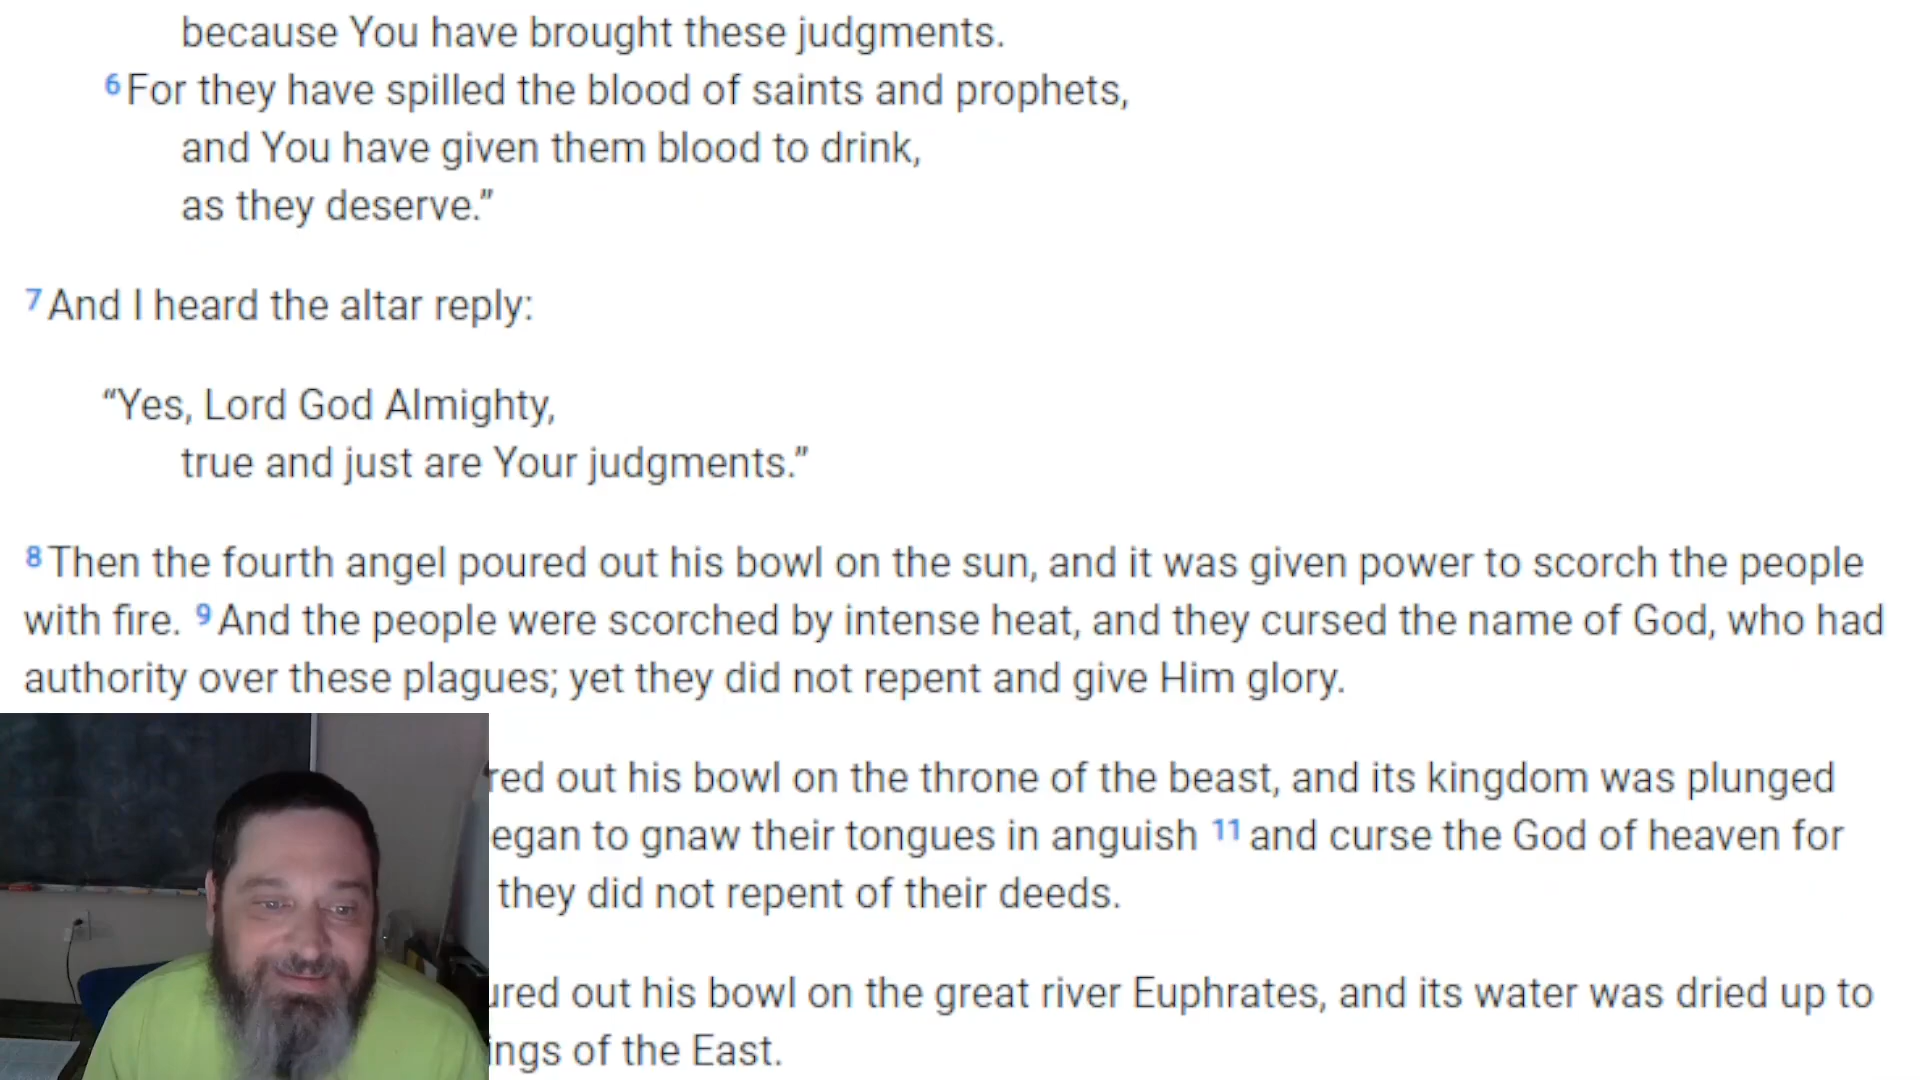 because You have brought these judgments.
6 For they have spilled the blood of saints and prophets,
and You have given them blood to drink,
as they deserve.”
7 And I heard the altar reply:
“Yes, Lord God Almighty,
true and just are Your judgments.”
8 Then the fourth angel poured out his bowl on the sun, and it was given power to scorch the people
with fire. 9 And the people were scorched by intense heat, and they cursed the name of God, who had
authority over these plagues; yet they did not repent and give Him glory.
red out his bowl on the throne of the beast, and its kingdom was plunged
egan to gnaw their tongues in anguish 11 and curse the God of heaven for
they did not repent of their deeds.
ured out his bowl on the great river Euphrates, and its water was dried up to
ings of the East.